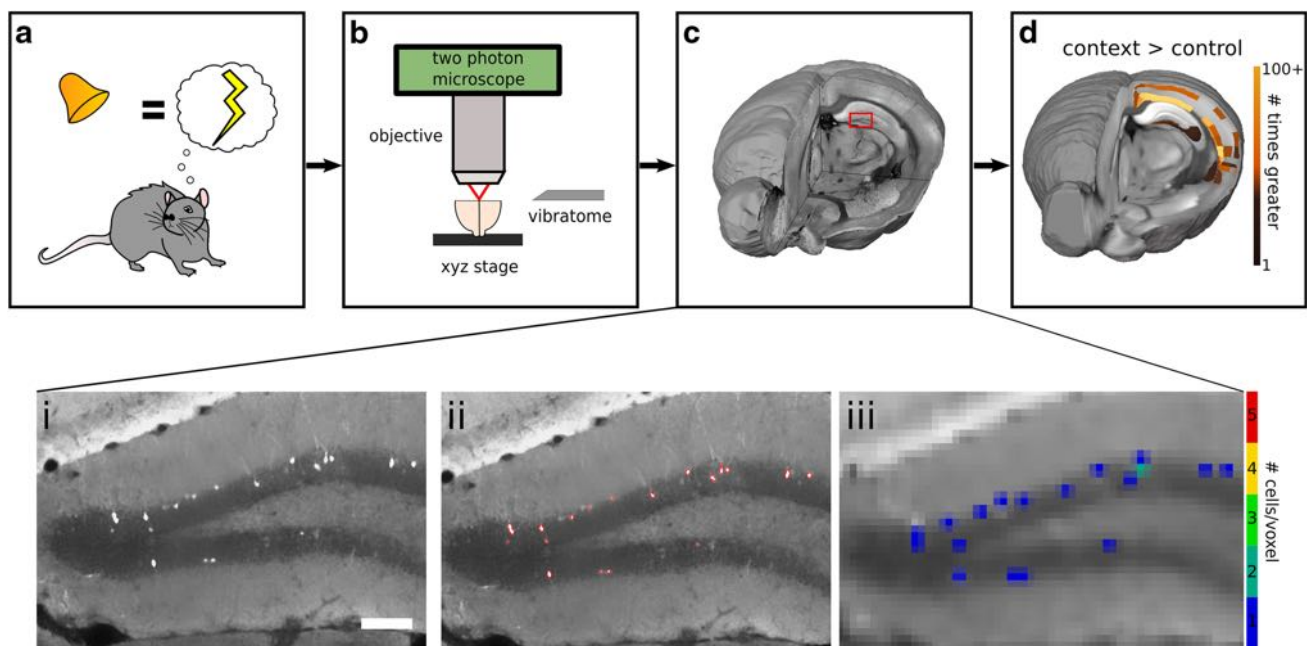 a
=
b
two photon
microscope
objective
vibratome
xyz stage
c
d
context > control
100+
# times greater
1
i
ii
iii
5
4
3
2
1
# cells/voxel